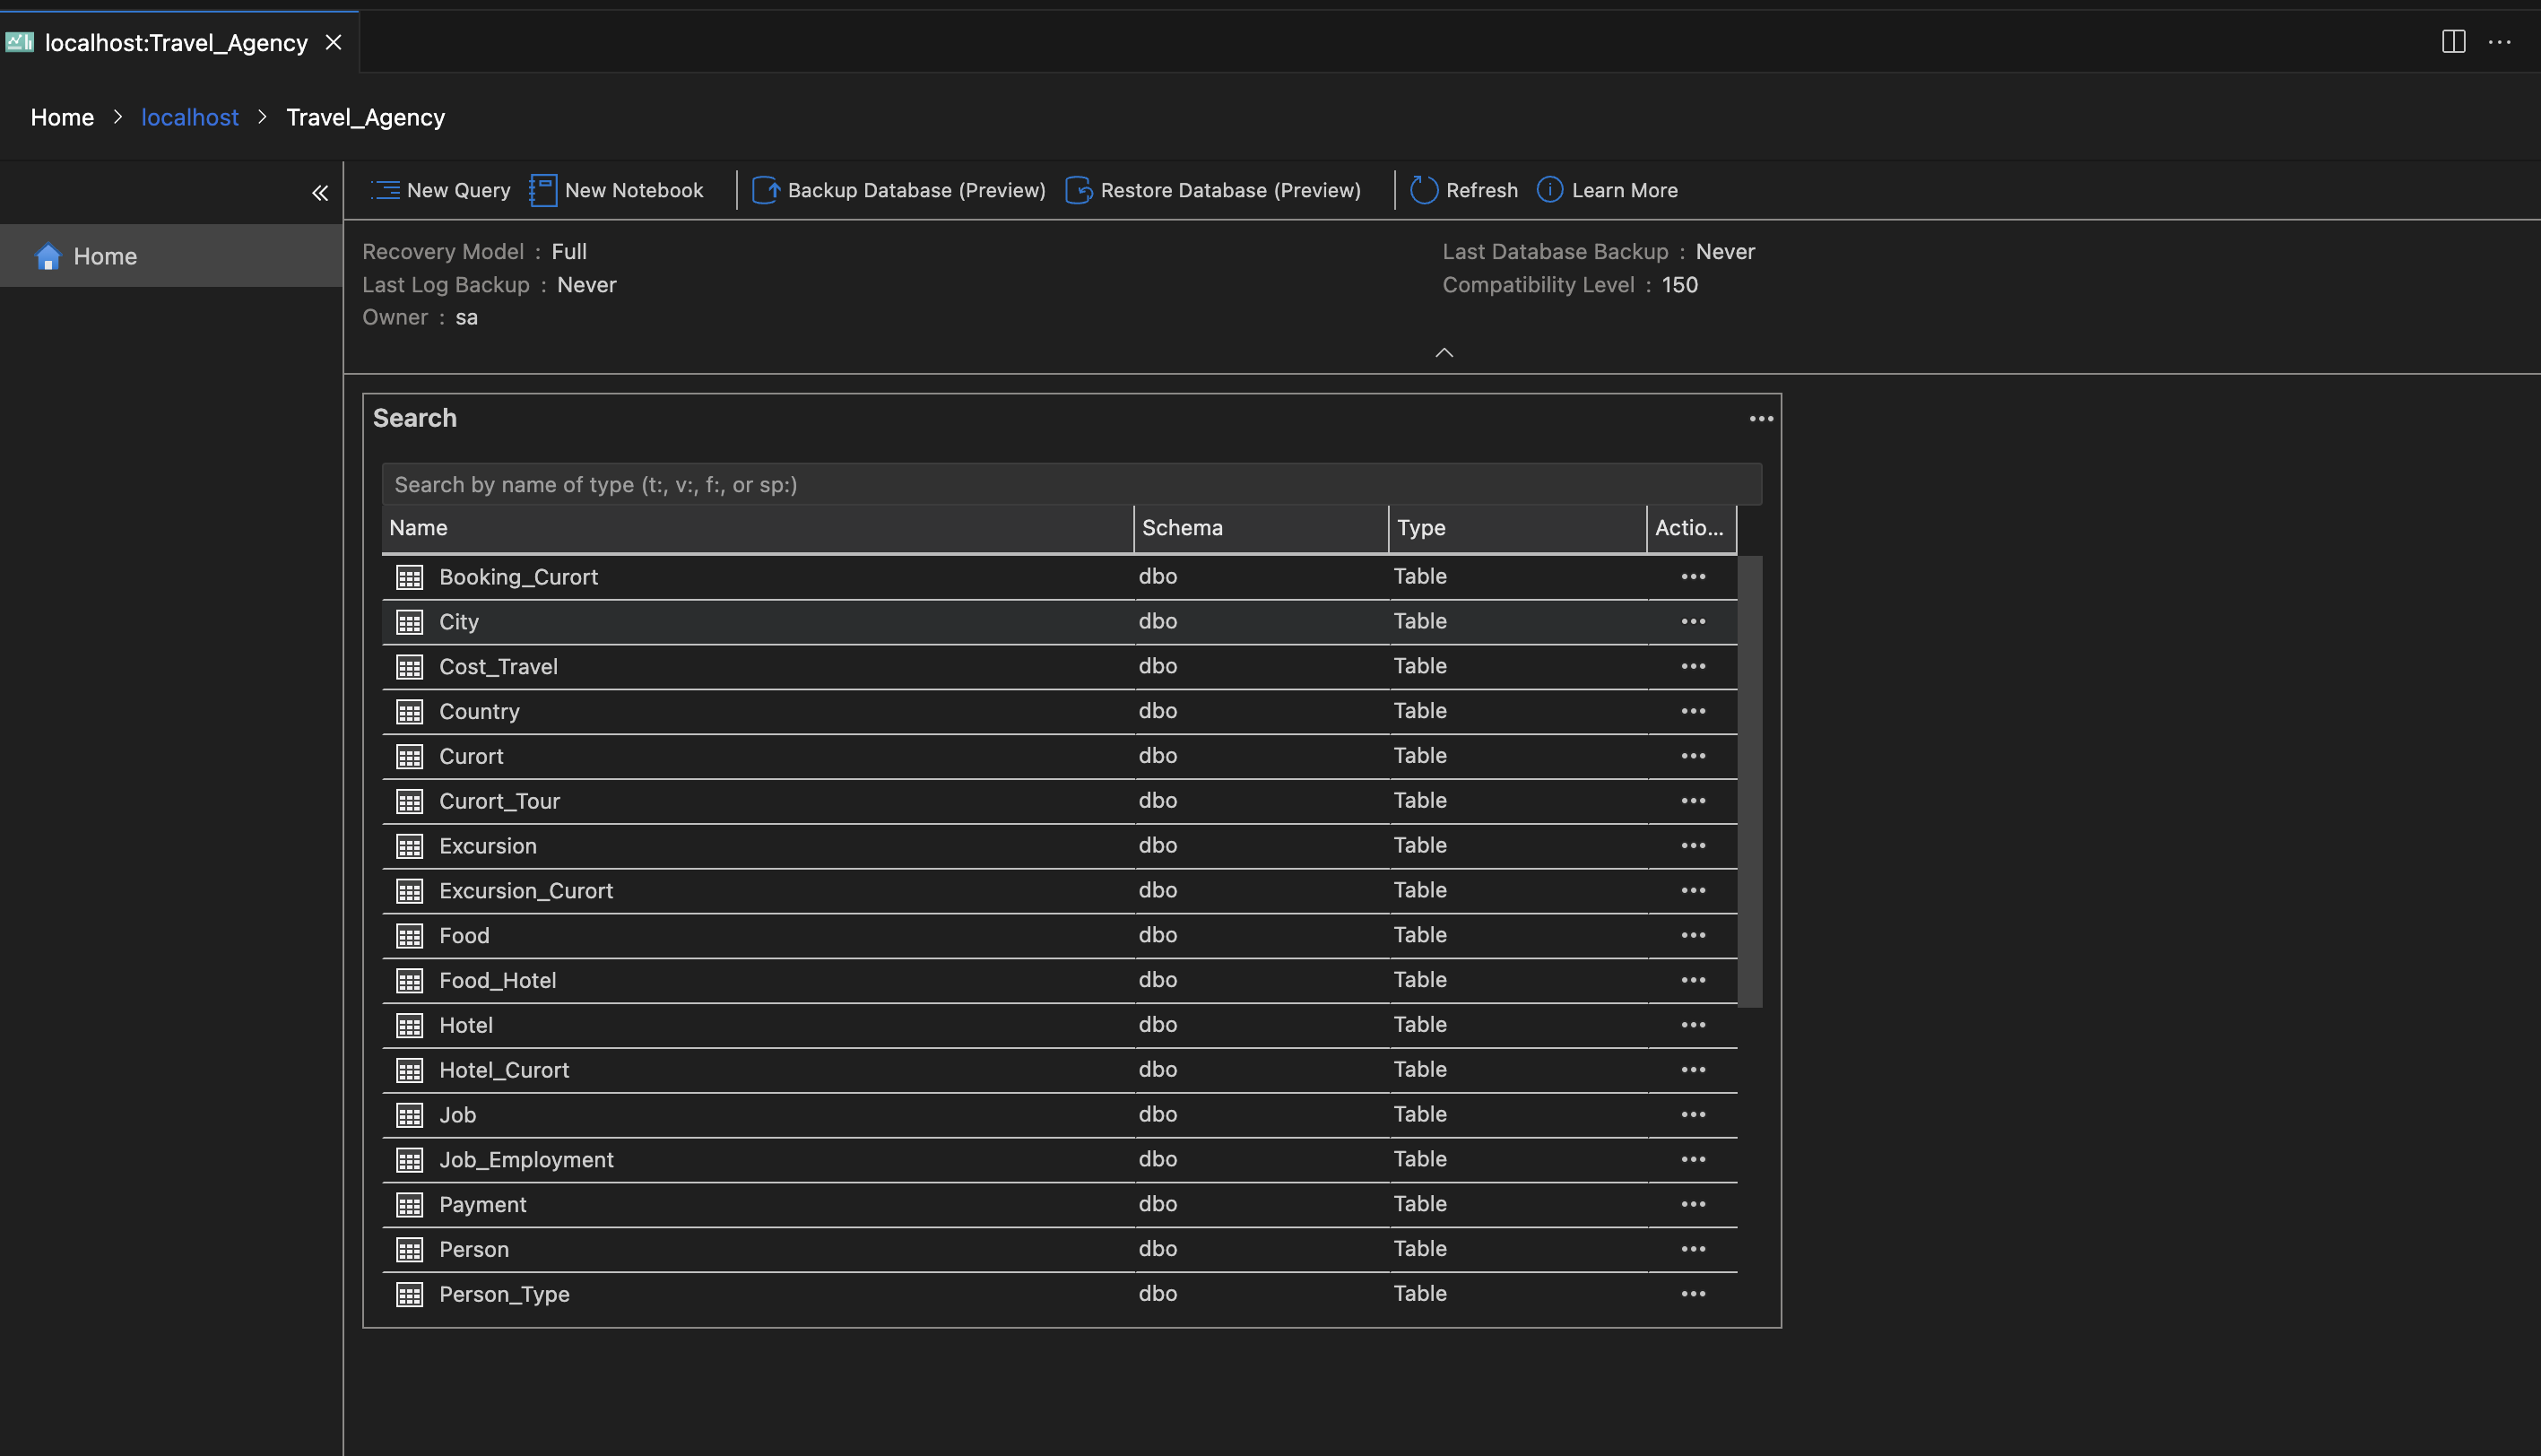 localhost:Travel_Agency
Home > localhost > Travel_Agency
New Query New Notebook Backup Database (Preview) Restore Database (Preview) Refresh Learn More
Home
Recovery Model : Full Last Database Backup : Never
Last Log Backup : Never Compatibility Level : 150
Owner : sa
Search
Search by name of type (t:, v:, f:, or sp:)
Name Schema Type Actio...
Booking_Curort dbo Table
City dbo Table
Cost_Travel dbo Table
Country dbo Table
Curort dbo Table
Curort_Tour dbo Table
Excursion dbo Table
Excursion_Curort dbo Table
Food dbo Table
Food_Hotel dbo Table
Hotel dbo Table
Hotel_Curort dbo Table
Job dbo Table
Job_Employment dbo Table
Payment dbo Table
Person dbo Table
Person_Type dbo Table